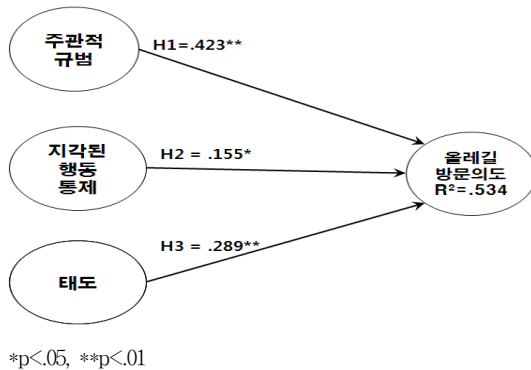 주관적
규범
H1=.423**
지각된
행동
통제
H2 = .155*
올레길
방문의도
R²=.534
H3 = .289**
태도
*p<.05, **p<.01